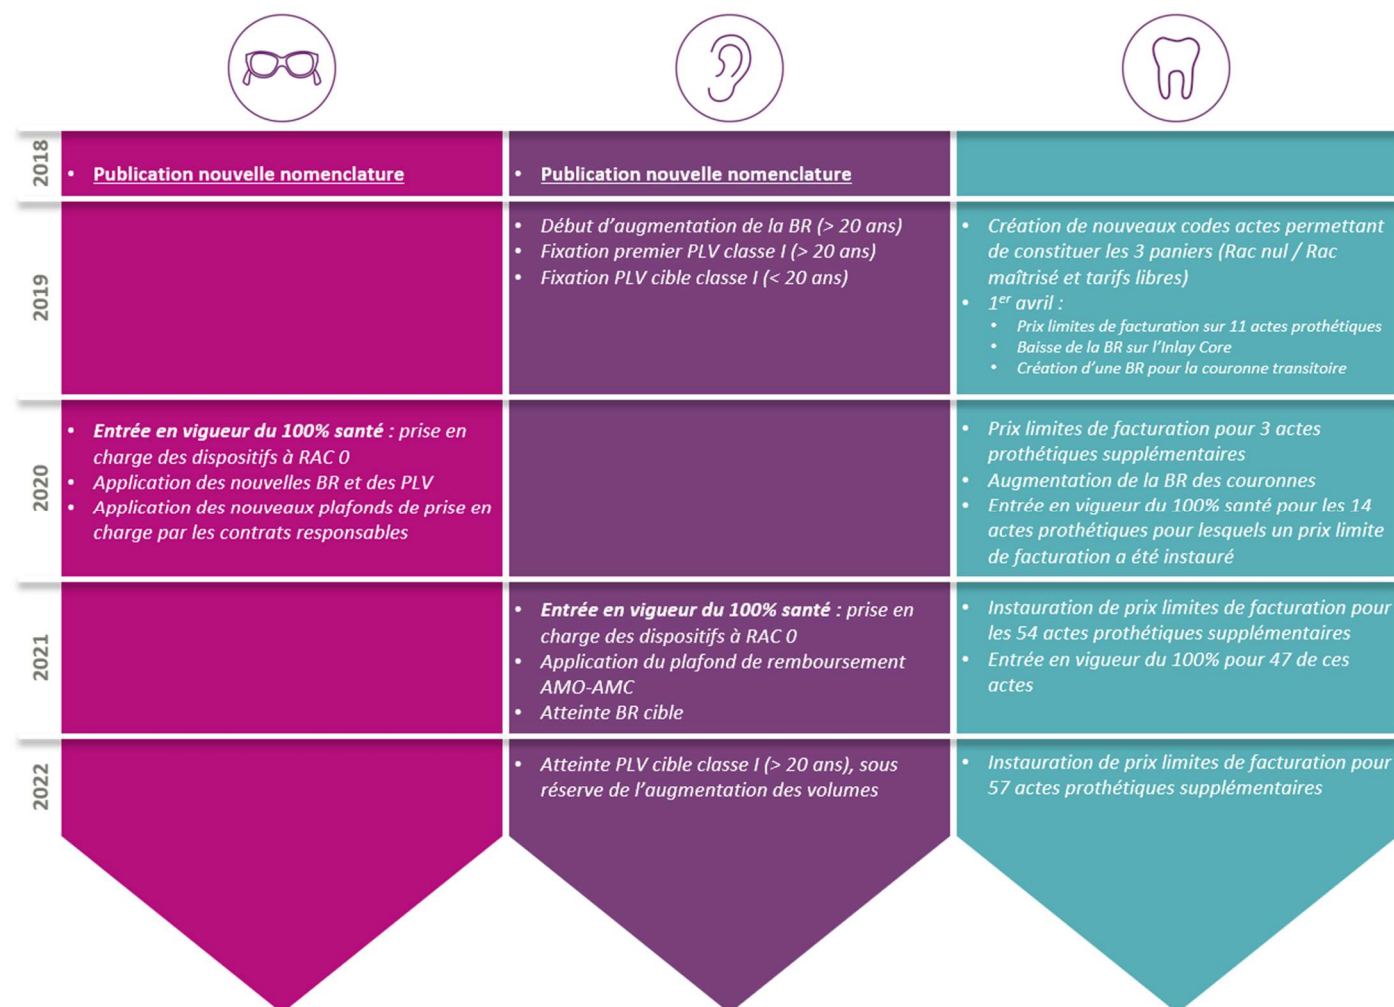 2018
• Publication nouvelle nomenclature
• Publication nouvelle nomenclature
2019
• Début d'augmentation de la BR (> 20 ans)
• Fixation premier PLV classe I (> 20 ans)
• Fixation PLV cible classe I (< 20 ans)
• Création de nouveaux codes actes permettant
de constituer les 3 paniers (Rac nul / Rac
maîtrisé et tarifs libres)
• 1er avril :
• Prix limites de facturation sur 11 actes prothétiques
• Baisse de la BR sur l'Inlay Core
• Création d'une BR pour la couronne transitoire
2020
• Entrée en vigueur du 100% santé : prise en
charge des dispositifs à RAC 0
• Application des nouvelles BR et des PLV
• Application des nouveaux plafonds de prise en
charge par les contrats responsables
• Prix limites de facturation pour 3 actes
prothétiques supplémentaires
• Augmentation de la BR des couronnes
• Entrée en vigueur du 100% santé pour les 14
actes prothétiques pour lesquels un prix limite
de facturation a été instauré
2021
• Entrée en vigueur du 100% santé : prise en
charge des dispositifs à RAC 0
• Application du plafond de remboursement
AMO-AMC
• Atteinte BR cible
• Instauration de prix limites de facturation pour
les 54 actes prothétiques supplémentaires
• Entrée en vigueur du 100% pour 47 de ces
actes
2022
• Atteinte PLV cible classe I (> 20 ans), sous
réserve de l'augmentation des volumes
• Instauration de prix limites de facturation pour
57 actes prothétiques supplémentaires